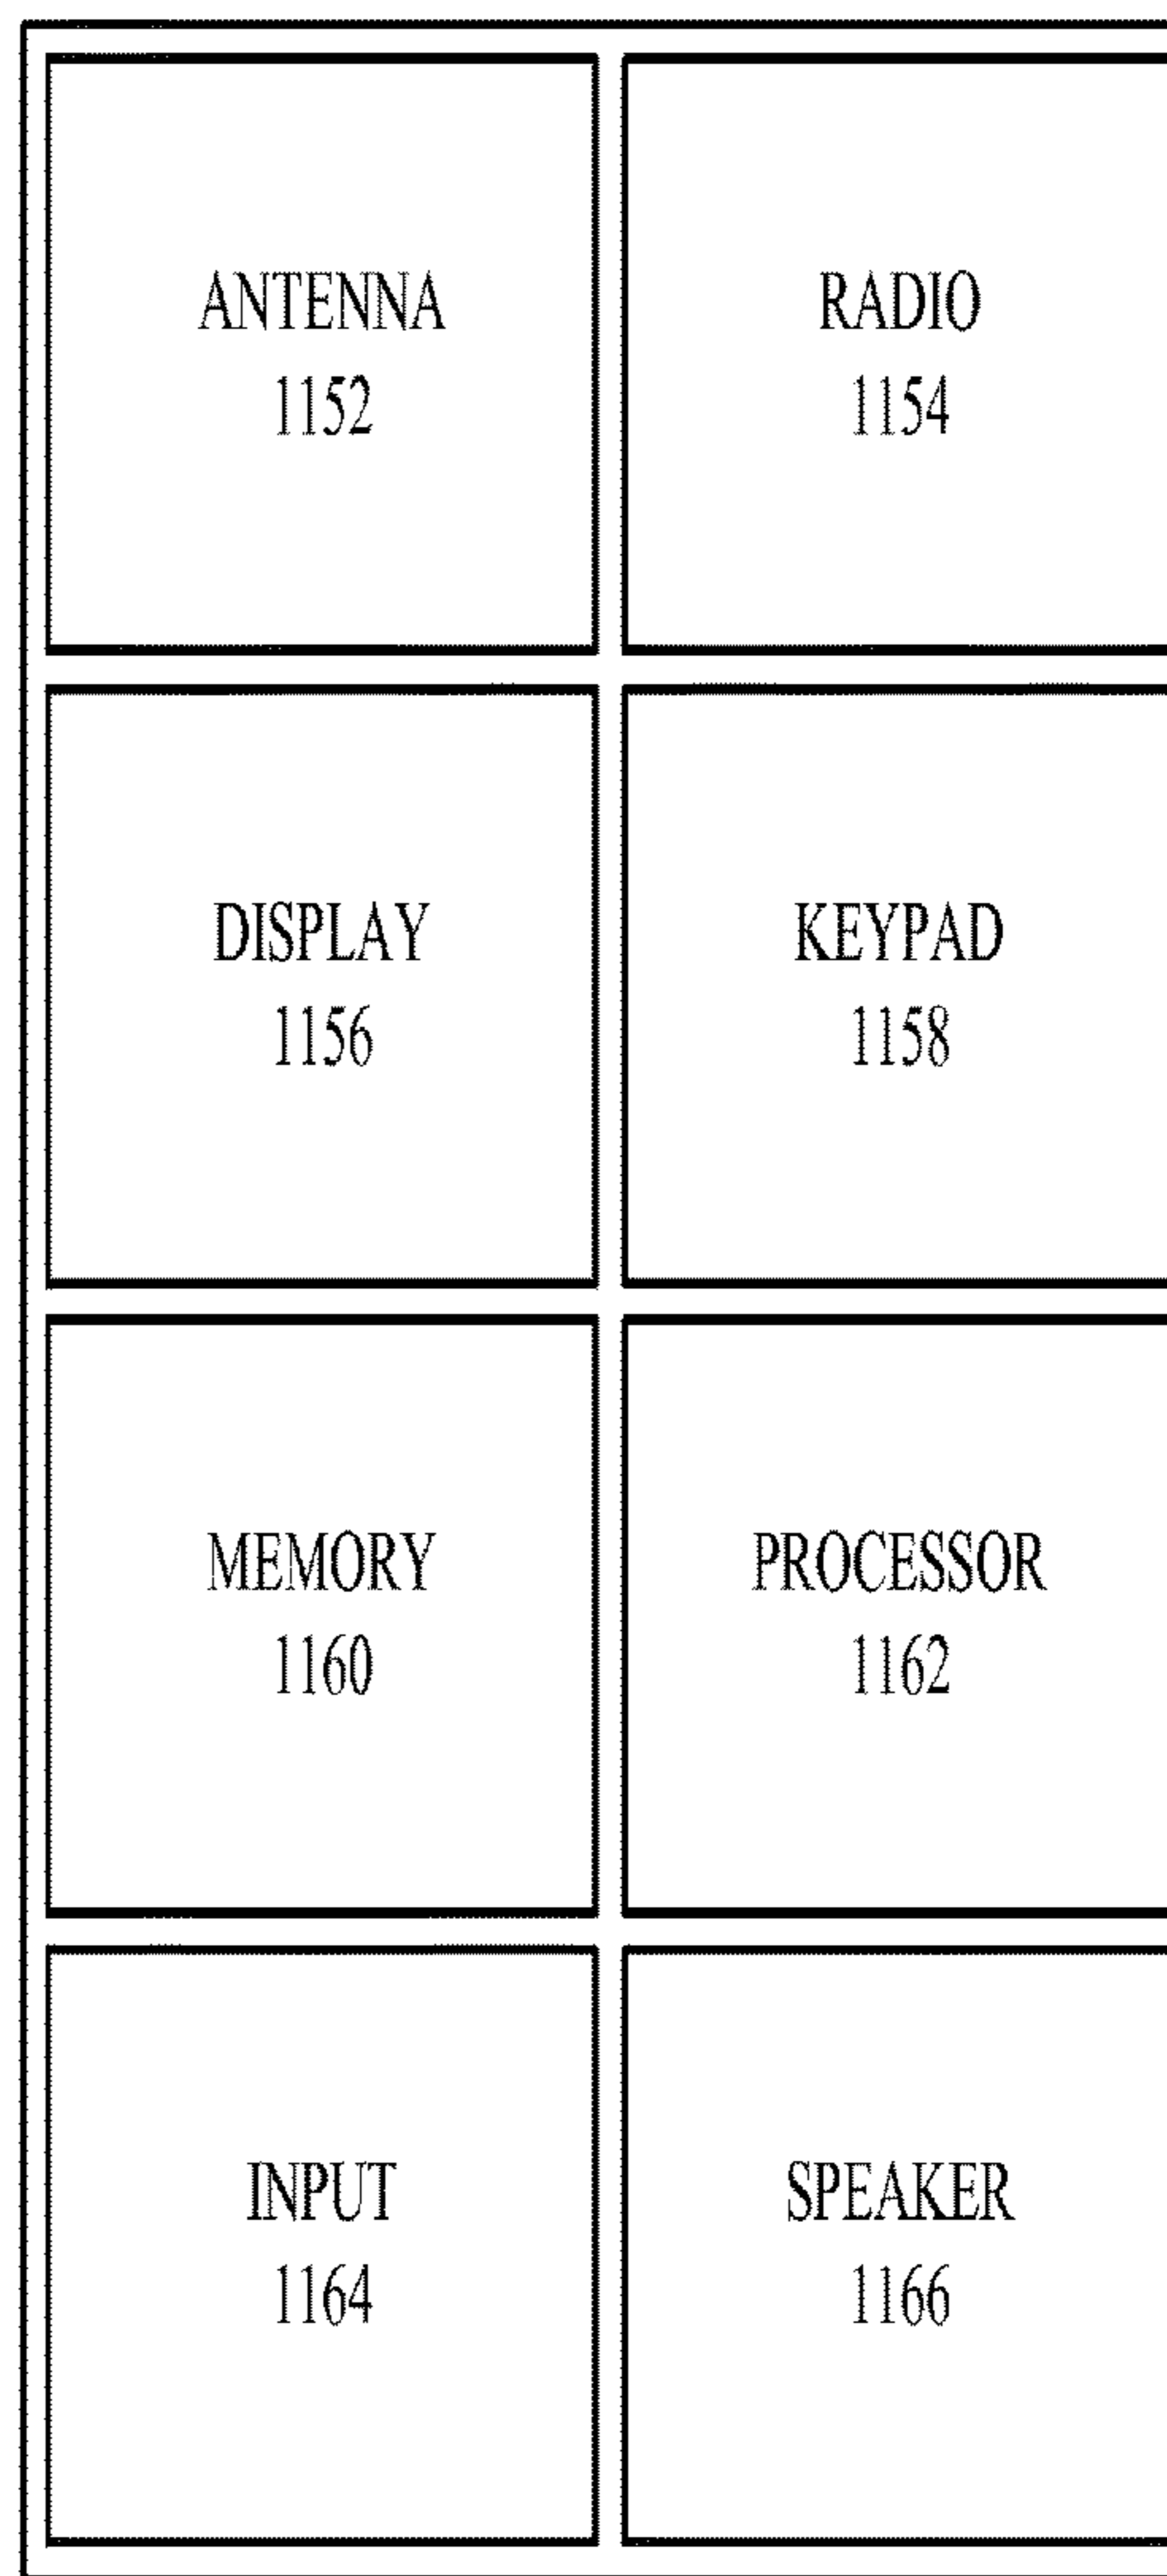 ANTENNA
1152
RADIO
1154
DISPLAY
1156
KEYPAD
1158
MEMORY
1160
PROCESSOR
1162
INPUT
1164
SPEAKER
1166